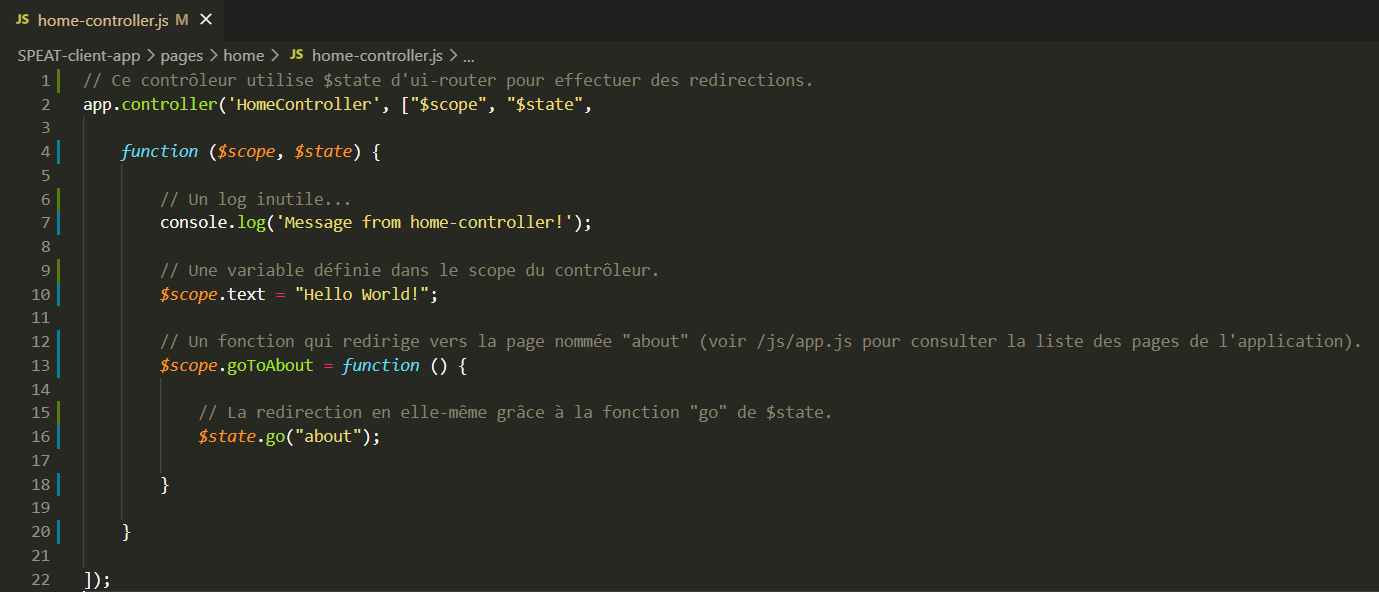 JS home-controller.js M ×
SPEAT-client-app > pages > home > JS home-controller.js > ...
1 // Ce contrôleur utilise $state d'ui-router pour effectuer des redirections.
2 app.controller('HomeController', ["$scope", "$state",
3
4 function ($scope, $state) {
5
6 // Un log inutile...
7 console.log('Message from home-controller!');
8
9 // Une variable définie dans le scope du contrôleur.
10 $scope.text = "Hello World!";
11
12 // Un fonction qui redirige vers la page nommée "about" (voir /js/app.js pour consulter la liste des pages de l'application).
13 $scope.goToAbout = function () {
14
15 // La redirection en elle-même grâce à la fonction "go" de $state.
16 $state.go("about");
17
18 }
19
20 }
21
22 ]);